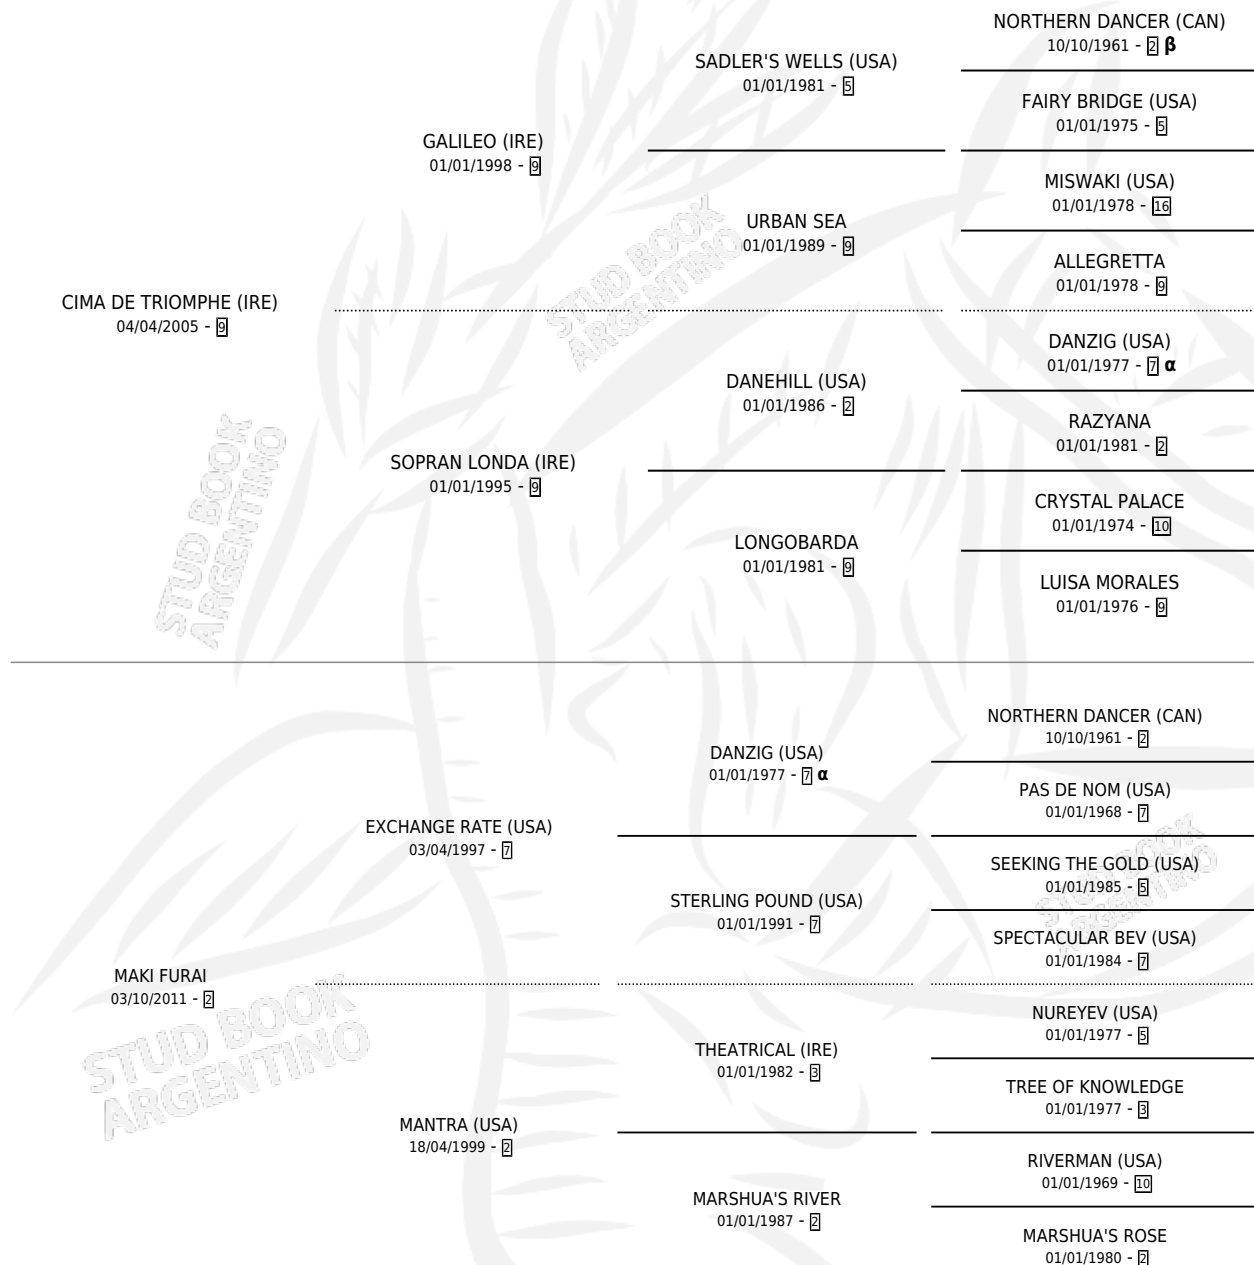 NORTHERN DANCER (CAN)
10/10/1961 - 2 β
SADLER'S WELLS (USA)
01/01/1981 - 5
FAIRY BRIDGE (USA)
01/01/1975 - 5
GALILEO (IRE)
01/01/1998 - 9
MISWAKI (USA)
01/01/1978 - 16
URBAN SEA
01/01/1989 - 9
ALLEGRETTA
01/01/1978 - 9
CIMA DE TRIOMPHE (IRE)
04/04/2005 - 9
STUD BOOK
ARGENTINO
DANZIG (USA)
01/01/1977 - 7 α
DANEHILL (USA)
01/01/1986 - 2
RAZYANA
01/01/1981 - 2
SOPRAN LONDA (IRE)
01/01/1995 - 9
CRYSTAL PALACE
01/01/1974 - 10
LONGOBARDA
01/01/1981 - 9
LUISA MORALES
01/01/1976 - 9
STUD BOOK
ARGENTINO
NORTHERN DANCER (CAN)
10/10/1961 - 2
DANZIG (USA)
01/01/1977 - 7 α
PAS DE NOM (USA)
01/01/1968 - 7
EXCHANGE RATE (USA)
03/04/1997 - 7
SEEKING THE GOLD (USA)
01/01/1985 - 5
STERLING POUND (USA)
01/01/1991 - 7
SPECTACULAR BEV (USA)
01/01/1984 - 7
STUD BOOK
ARGENTINO
MAKI FURAI
03/10/2011 - 2
NUREYEV (USA)
01/01/1977 - 5
THEATRICAL (IRE)
01/01/1982 - 3
TREE OF KNOWLEDGE
01/01/1977 - 3
STUD BOOK
ARGENTINO
MANTRA (USA)
18/04/1999 - 2
RIVERMAN (USA)
01/01/1969 - 10
MARSHUA'S RIVER
01/01/1987 - 2
MARSHUA'S ROSE
01/01/1980 - 2